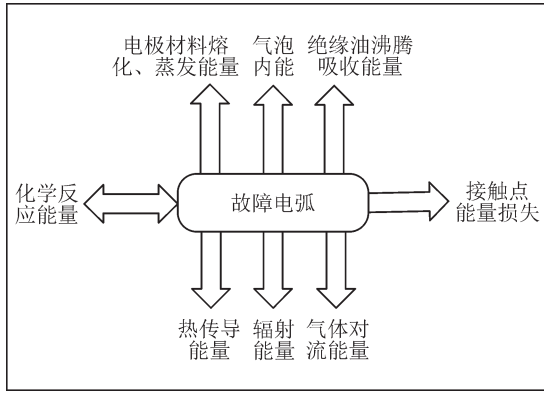 电极材料熔
化、蒸发能量
气泡
内能
绝缘油沸腾
吸收能量
化学反
应能量
故障电弧
接触点
能量损失
热传导
能量
辐射
能量
气体对
流能量